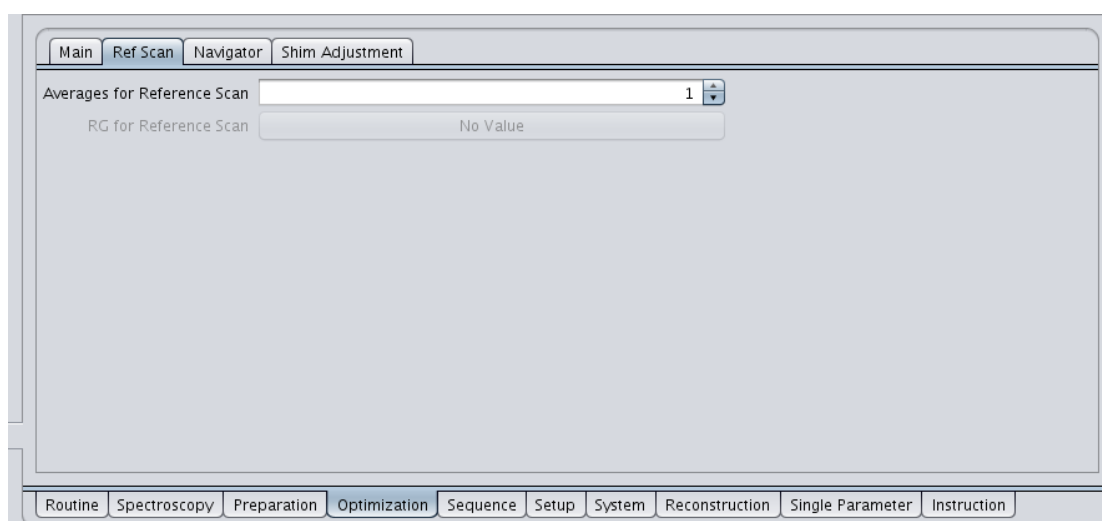 Main Ref Scan Navigator Shim Adjustment
Averages for Reference Scan 1
RG for Reference Scan No Value
Routine Spectroscopy Preparation Optimization Sequence Setup System Reconstruction Single Parameter Instruction